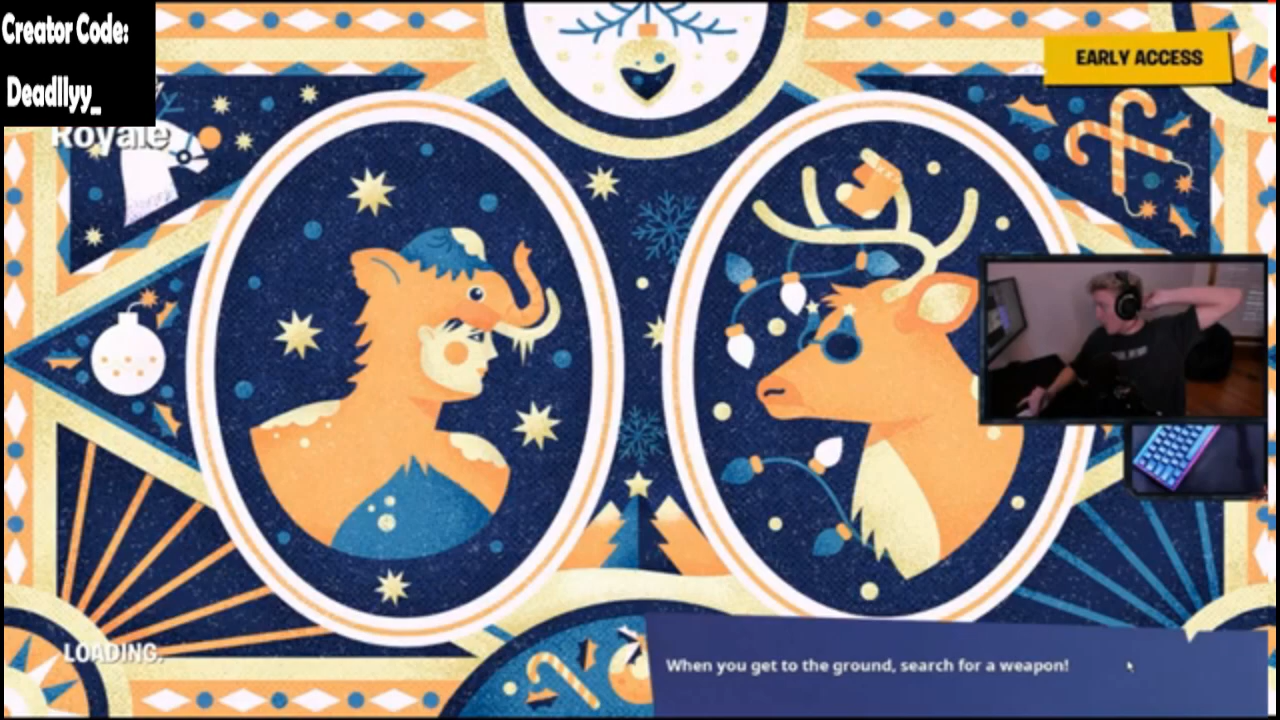 Creator Code:
Deadllyy_
EARLY ACCESS
Royale
LOADING.
When you get to the ground, search for a weapon!